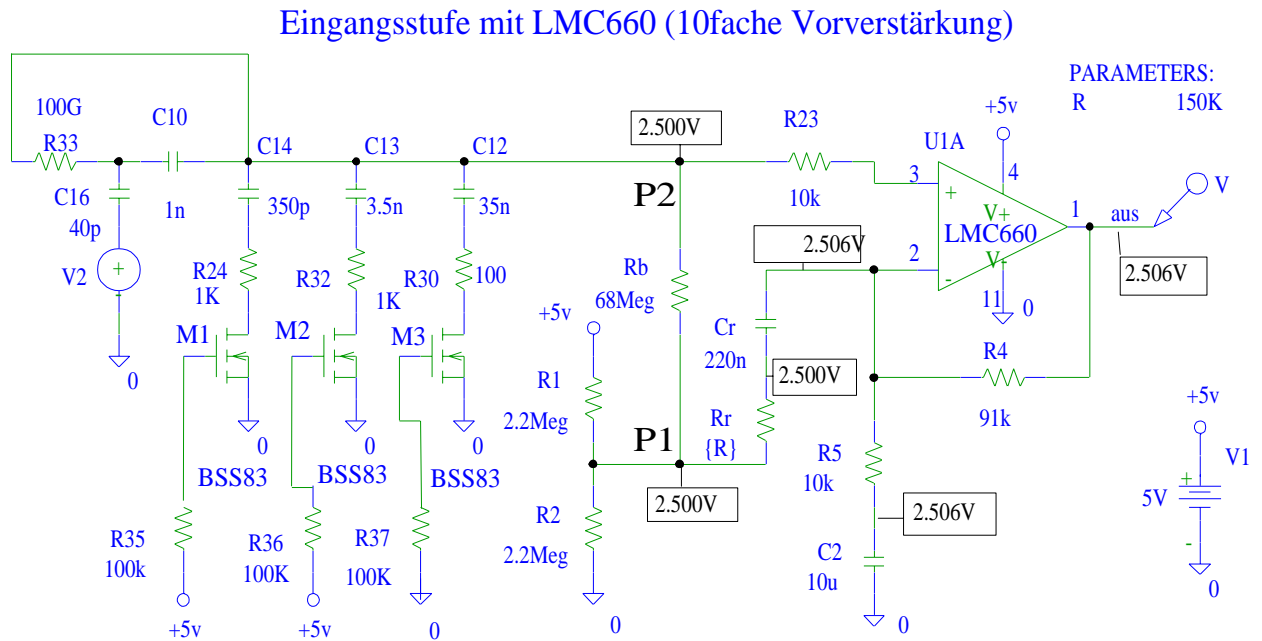 Eingangsstufe mit LMC660 (10fache Vorverstärkung)
PARAMETERS:
R 150K
100G
R33
C10
C14
C13
C12
2.500V
R23
+5v
U1A
4
V
C16
40p
1n
350p
3.5n
35n
P2
10k
3
+
V+
LMC660
V-
1
aus
2.506V
2
-
11
0
2.506V
V2
+
-
R24
1K
R32
1K
R30
100
Rb
68Meg
+5v
Cr
220n
2.500V
R4
91k
M1
M2
M3
0
0
0
0
R1
2.2Meg
P1
Rr
{R}
R5
10k
+5v
V1
+
5V
-
0
BSS83
BSS83
BSS83
2.500V
2.506V
R35
100k
R36
100K
R37
100K
R2
2.2Meg
C2
10u
+5v
+5v
0
0
0